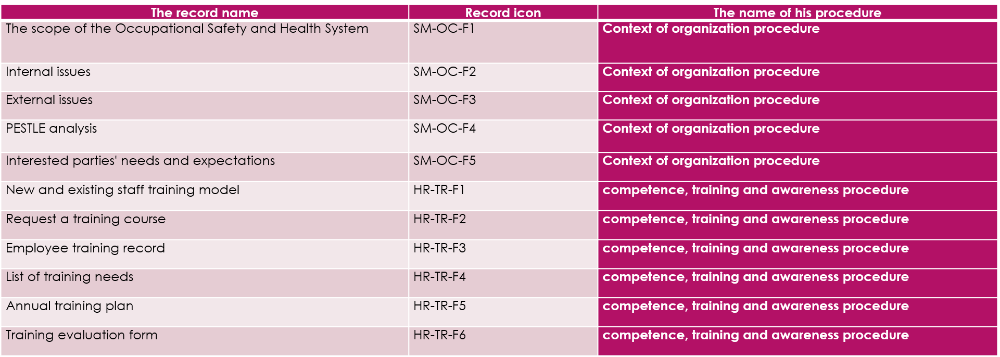 The record name Record icon The name of his procedure
The scope of the Occupational Safety and Health System SM-OC-F1 Context of organization procedure
Internal issues SM-OC-F2 Context of organization procedure
External issues SM-OC-F3 Context of organization procedure
PESTLE analysis SM-OC-F4 Context of organization procedure
Interested parties' needs and expectations SM-OC-F5 Context of organization procedure
New and existing staff training model HR-TR-F1 competence, training and awareness procedure
Request a training course HR-TR-F2 competence, training and awareness procedure
Employee training record HR-TR-F3 competence, training and awareness procedure
List of training needs HR-TR-F4 competence, training and awareness procedure
Annual training plan HR-TR-F5 competence, training and awareness procedure
Training evaluation form HR-TR-F6 competence, training and awareness procedure